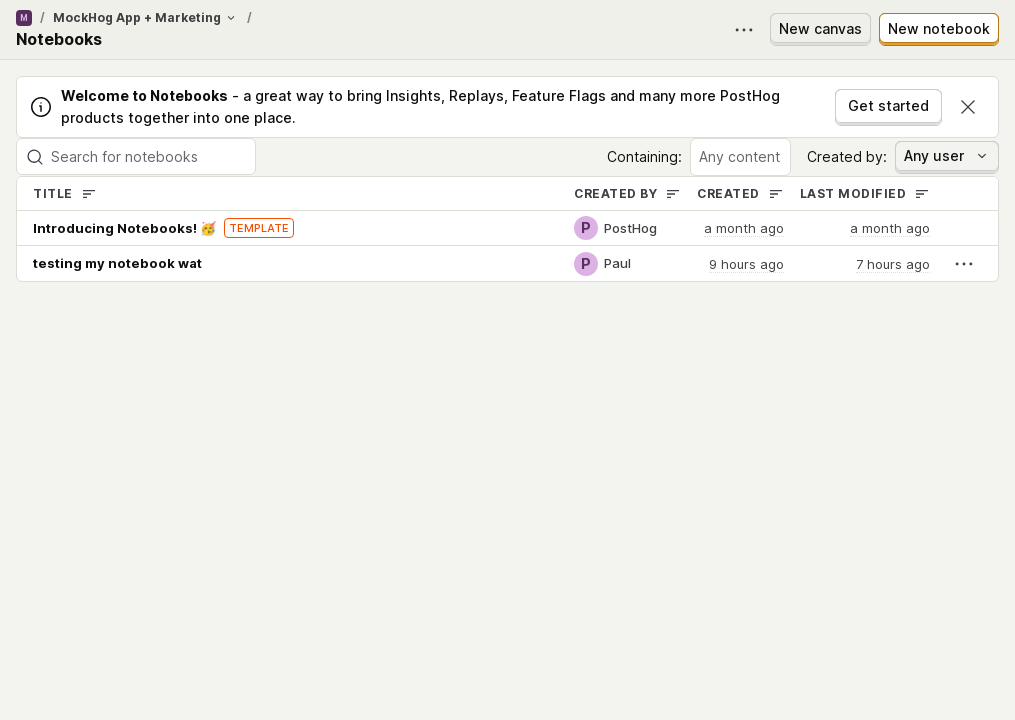 M / MockHog App + Marketing /
Notebooks
New canvas
New notebook
Welcome to Notebooks - a great way to bring Insights, Replays, Feature Flags and many more PostHog
products together into one place.
Get started
Search for notebooks
Containing: Any content
Created by: Any user
TITLE CREATED BY CREATED LAST MODIFIED
Introducing Notebooks! 🥳 TEMPLATE P PostHog a month ago a month ago
testing my notebook wat P Paul 9 hours ago 7 hours ago